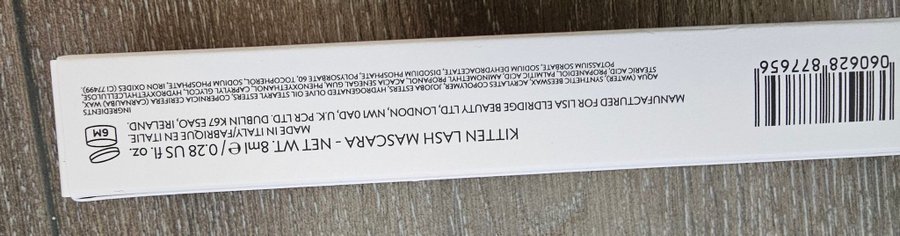 KITTEN LASH MASCARA - NET WT. 8ml ℮ / 0.28 US fl. oz.
MADE IN ITALY/FABRIQUÉ EN ITALIE.
MANUFACTURED FOR LISA ELDRIDGE BEAUTY LTD, LONDON, NW1 0AD, U.K. PCR LTD. DUBLIN K67 E5A0, IRELAND.
6M
INGREDIENTS
AQUA (WATER), SYNTHETIC BEESWAX, ACRYLATES COPOLYMER, JOJOBA ESTERS, HYDROGENATED OLIVE OIL STEARYL ESTERS, COPERNICIA CERIFERA (CARNAUBA) WAX,
STEARIC ACID, PROPANEDIOL, PALMITIC ACID, AMINOMETHYL PROPANOL, ACACIA SENEGAL GUM, PHENOXYETHANOL, CAPRYLYL GLYCOL, HYDROXYETHYLCELLULOSE,
POTASSIUM SORBATE, SODIUM DEHYDROACETATE, DISODIUM PHOSPHATE, POLYSORBATE 60, TOCOPHEROL, SODIUM PHOSPHATE, IRON OXIDES (CI 77499).
060628 877656